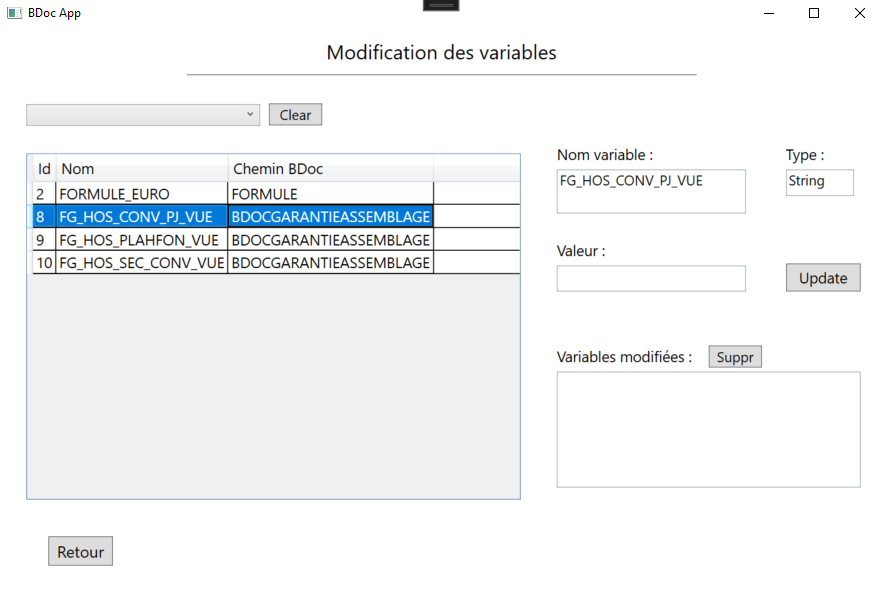 BDoc App
Modification des variables
Clear
Id Nom Chemin BDoc
2 FORMULE_EURO FORMULE
8 FG_HOS_CONV_PJ_VUE BDOCGARANTIEASSEMBLAGE
9 FG_HOS_PLAHFON_VUE BDOCGARANTIEASSEMBLAGE
10 FG_HOS_SEC_CONV_VUE BDOCGARANTIEASSEMBLAGE
Nom variable :
Type :
FG_HOS_CONV_PJ_VUE
String
Valeur :
Update
Variables modifiées :
Suppr
Retour